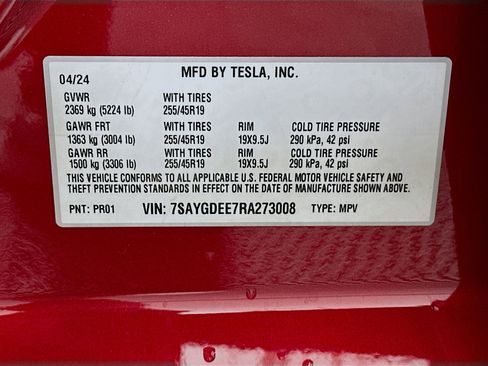 MFD BY TESLA, INC.
04/24
GVWR WITH TIRES
2369 kg (5224 lb) 255/45R19
GAWR FRT WITH TIRES RIM COLD TIRE PRESSURE
1363 kg (3004 lb) 255/45R19 19X9.5J 290 kPa, 42 psi
GAWR RR WITH TIRES RIM COLD TIRE PRESSURE
1500 kg (3306 lb) 255/45R19 19X9.5J 290 kPa, 42 psi
THIS VEHICLE CONFORMS TO ALL APPLICABLE U.S. FEDERAL MOTOR VEHICLE SAFETY AND
THEFT PREVENTION STANDARDS IN EFFECT ON THE DATE OF MANUFACTURE SHOWN ABOVE.
PNT: PR01 VIN: 7SAYGDEE7RA273008 TYPE: MPV